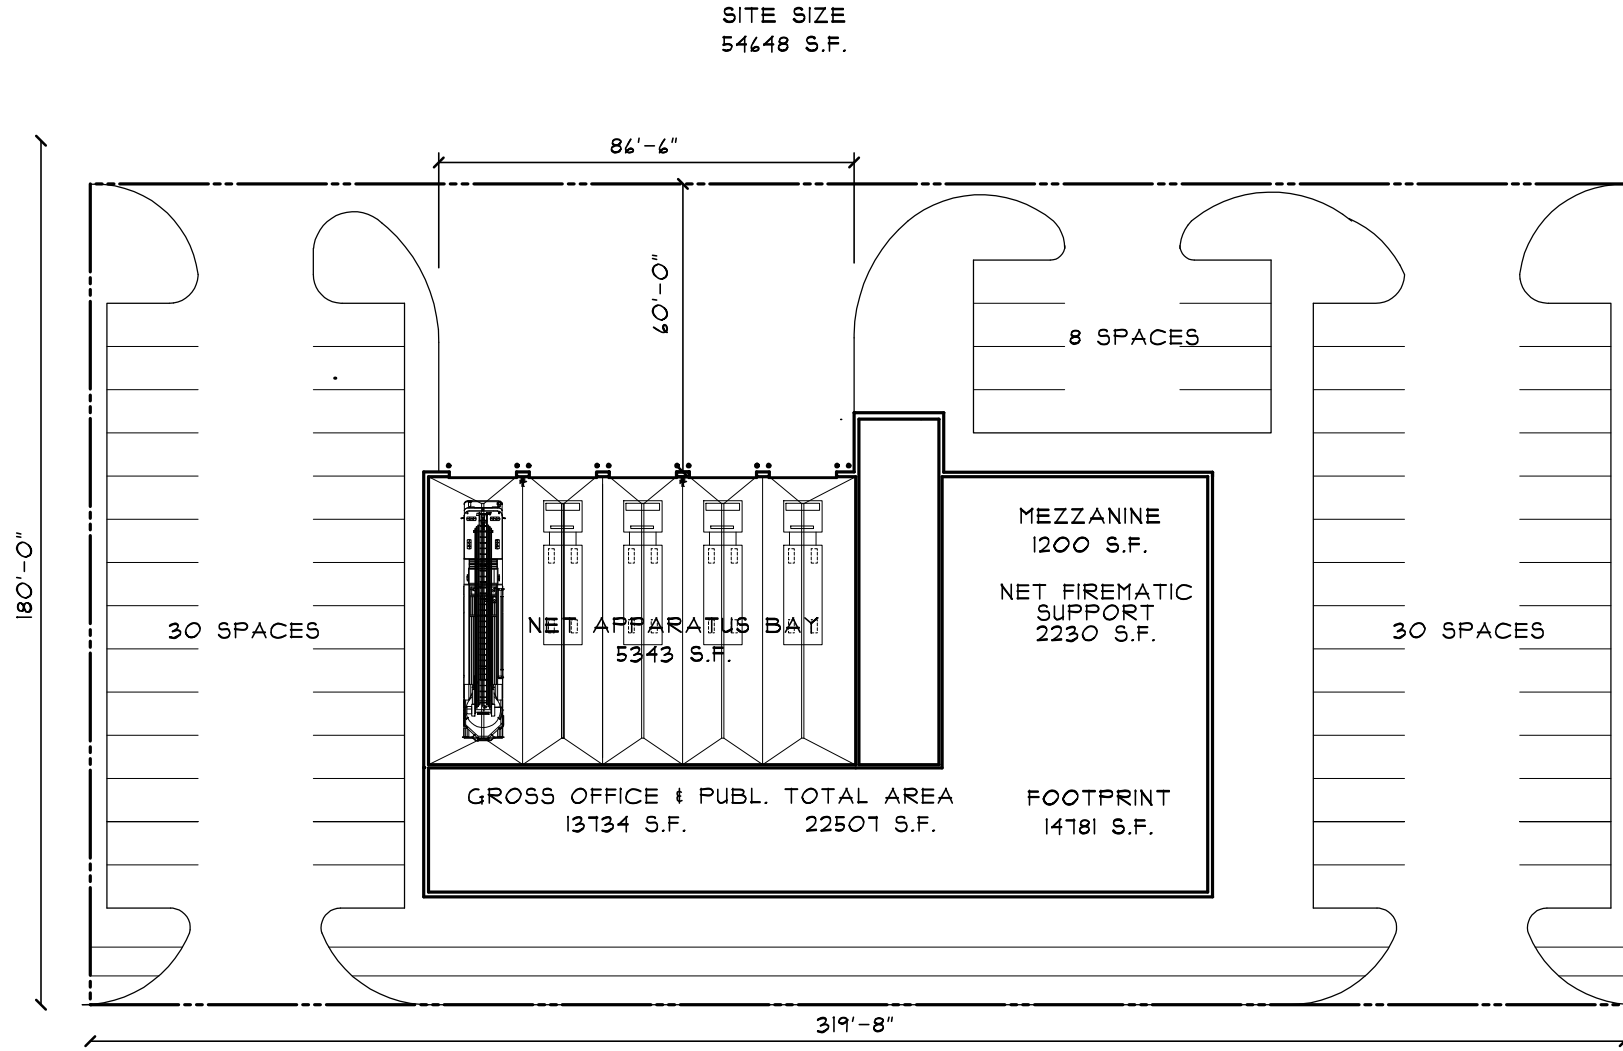 SITE SIZE
54648 S.F.
86'-6"
60'-0"
8 SPACES
180'-0"
MEZZANINE
1200 S.F.
NET FIREMATIC
SUPPORT
2230 S.F.
30 SPACES
NET APPARATUS BAY
5343 S.F.
30 SPACES
GROSS OFFICE & PUBL.
13734 S.F.
TOTAL AREA
22507 S.F.
FOOTPRINT
14781 S.F.
319'-8"